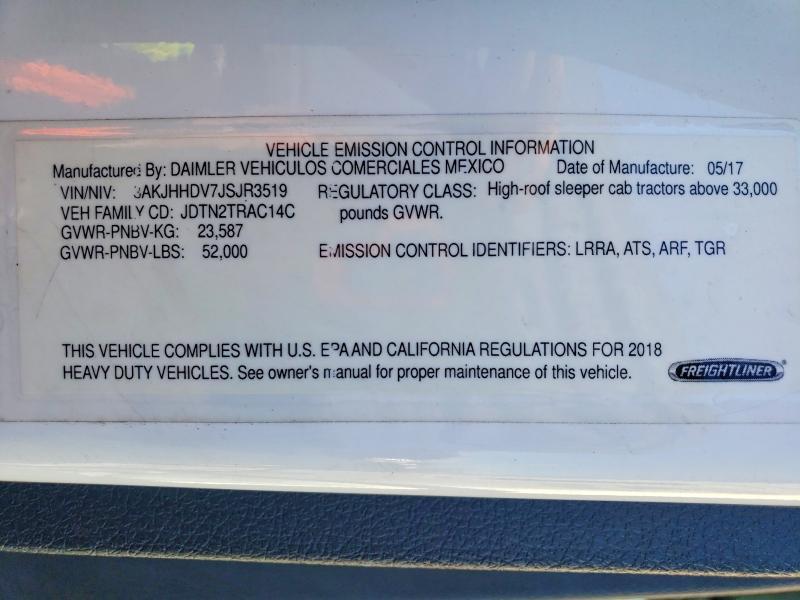 VEHICLE EMISSION CONTROL INFORMATION
Manufactured By: DAIMLER VEHICULOS COMERCIALES MEXICO Date of Manufacture: 05/17
VIN/NIV: 3AKJHHDV7JSJR3519 REGULATORY CLASS: High-roof sleeper cab tractors above 33,000
VEH FAMILY CD: JDTN2TRAC14C pounds GVWR.
GVWR-PNBV-KG: 23,587
GVWR-PNBV-LBS: 52,000 EMISSION CONTROL IDENTIFIERS: LRRA, ATS, ARF, TGR
THIS VEHICLE COMPLIES WITH U.S. EPA AND CALIFORNIA REGULATIONS FOR 2018
HEAVY DUTY VEHICLES. See owner's manual for proper maintenance of this vehicle.
FREIGHTLINER®